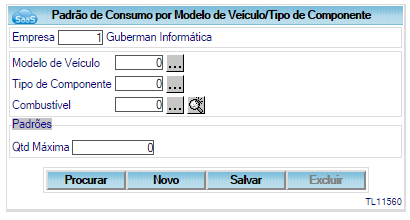 SaaS Padrão de Consumo por Modelo de Veículo/Tipo de Componente
Empresa 1 Guberman Informática
Modelo de Veículo 0 ...
Tipo de Componente 0 ...
Combustível 0 ...
Padrões
Qtd Máxima 0
Procurar Novo Salvar Excluir
TL11560